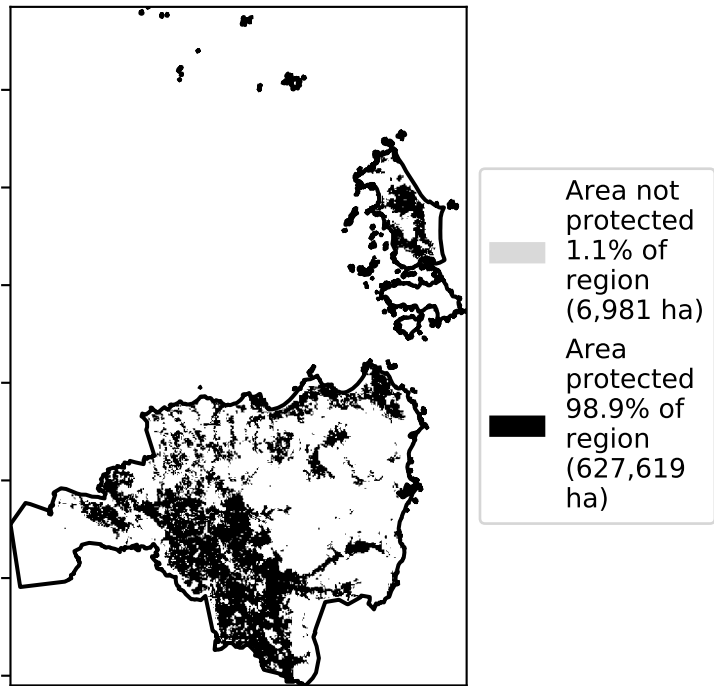 Area not
protected
1.1% of
region
(6,981 ha)
Area
protected
98.9% of
region
(627,619
ha)